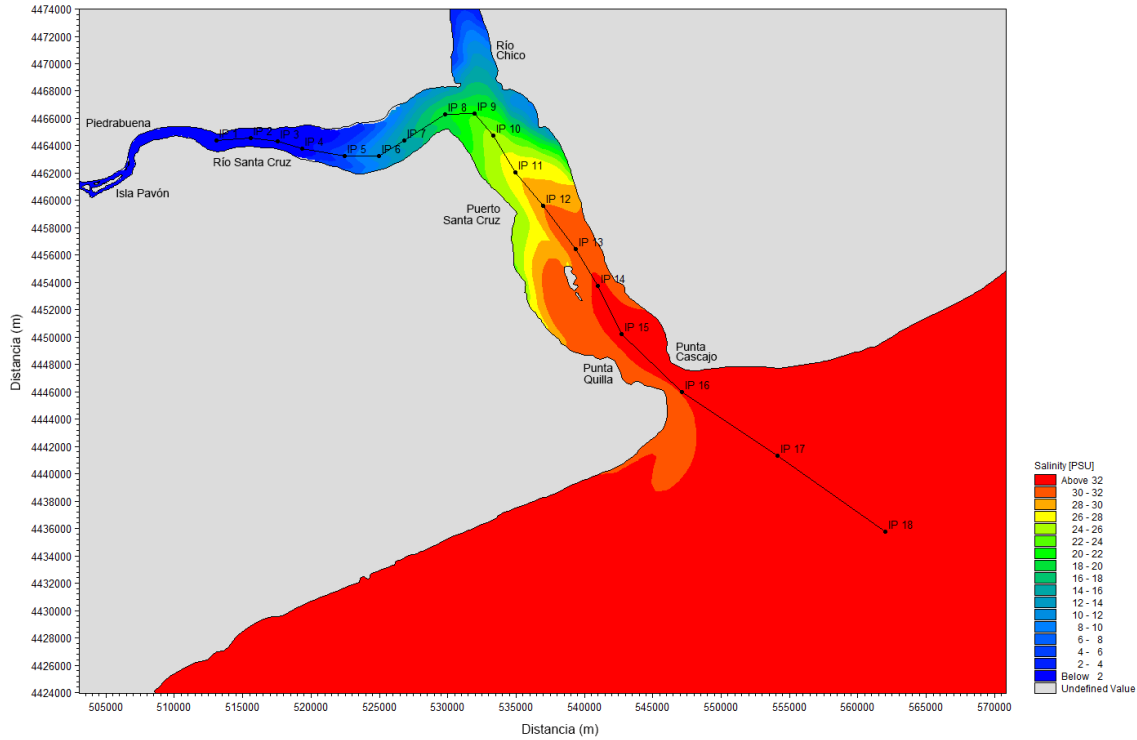 4474000
4472000
4470000
4468000
4466000
4464000
4462000
4460000
4458000
4456000
4454000
4452000
4450000
4448000
4446000
4444000
4442000
4440000
4438000
4436000
4434000
4432000
4430000
4428000
4426000
4424000
Distancia (m)
Río
Chico
Piedrabuena
Río Santa Cruz
Isla Pavón
Puerto
Santa Cruz
Punta
Cascajo
Punta
Quilla
IP 3
IP 4
IP 5
IP 6
IP 7
IP 8
IP 9
IP 10
IP 11
IP 12
IP 13
IP 14
IP 15
IP 16
IP 17
IP 18
505000 510000 515000 520000 525000 530000 535000 540000 545000 550000 555000 560000 565000 570000
Distancia (m)
Salinity [PSU]
Above 32
30 - 32
28 - 30
26 - 28
24 - 26
22 - 24
20 - 22
18 - 20
16 - 18
14 - 16
12 - 14
10 - 12
8 - 10
6 - 8
4 - 6
2 - 4
Below 2
Undefined Value